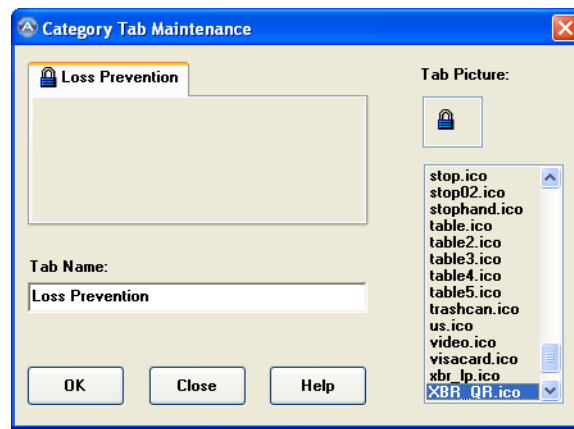 Category Tab Maintenance
Loss Prevention
Tab Picture:
stop.ico
stop02.ico
stophand.ico
table.ico
table2.ico
table3.ico
table4.ico
table5.ico
trashcan.ico
us.ico
video.ico
visacard.ico
xbr_lp.ico
XBR_QR.ico
Tab Name:
Loss Prevention
OK
Close
Help